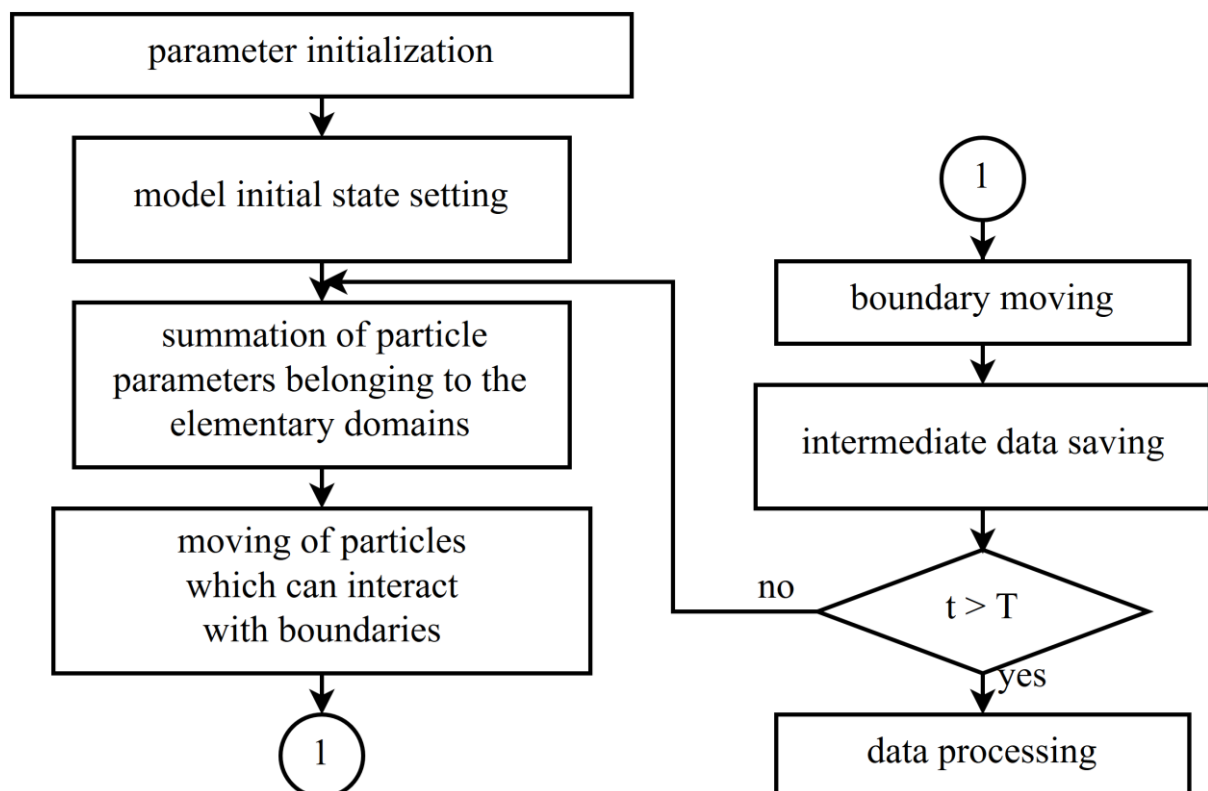 parameter initialization
model initial state setting
summation of particle
parameters belonging to the
elementary domains
moving of particles
which can interact
with boundaries
1
1
boundary moving
intermediate data saving
t > T
no
yes
data processing